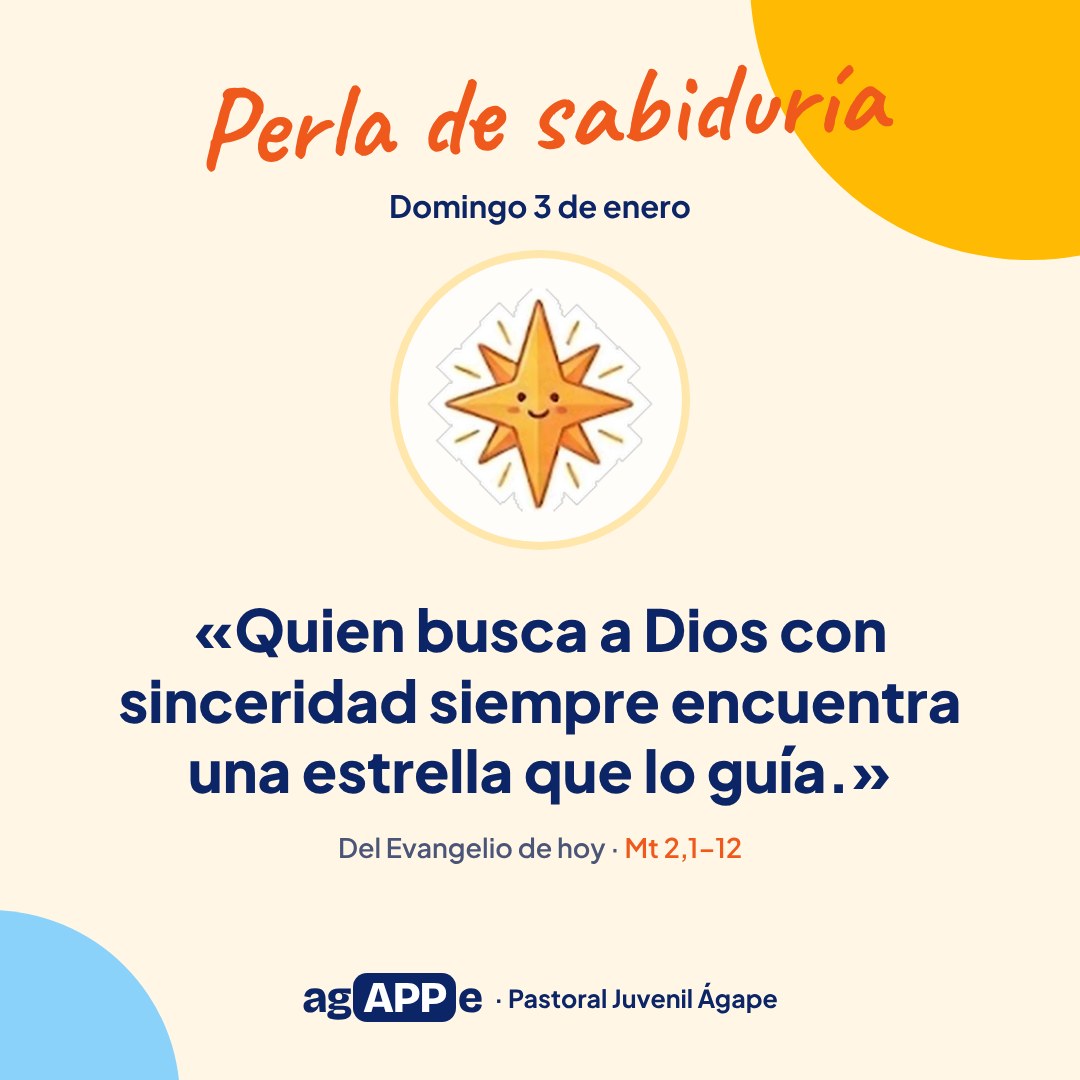 Perla de sabiduría
Domingo 3 de enero
«Quien busca a Dios con
sinceridad siempre encuentra
una estrella que lo guía.»
Del Evangelio de hoy · Mt 2,1–12
agAPPe · Pastoral Juvenil Ágape